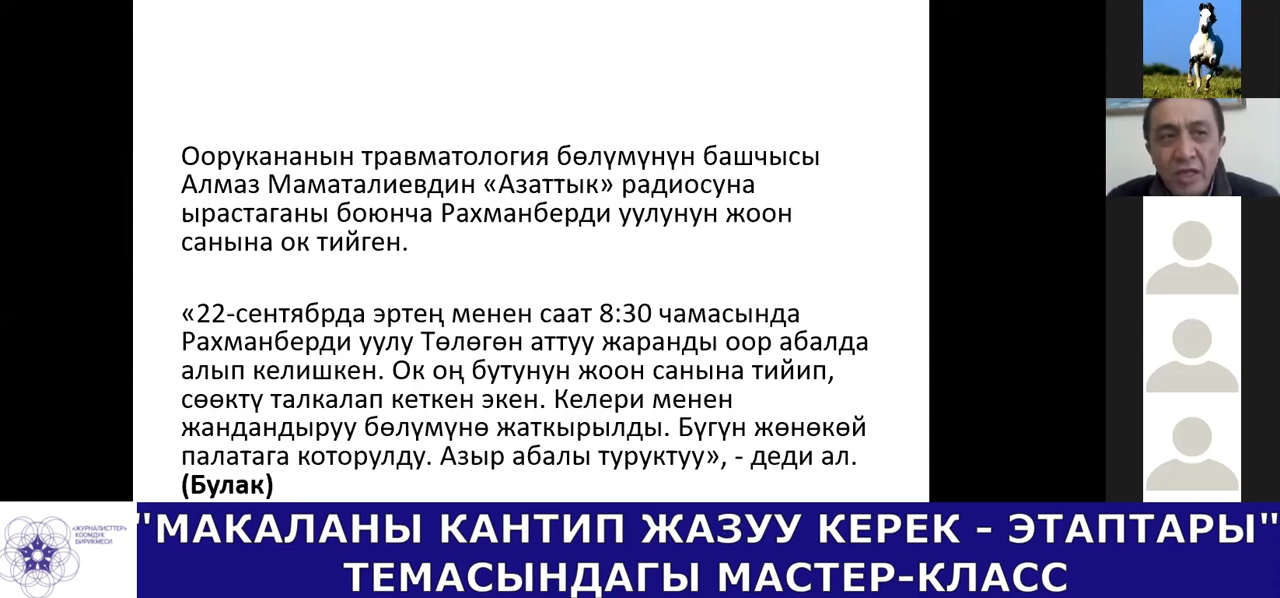 Оорукананын травматология бөлүмүнүн башчысы
Алмаз Маматалиевдин «Азаттык» радиосуна
ырастаганы боюнча Рахманберди уулунун жоон
санына ок тийген.
«22-сентябрда эртең менен саат 8:30 чамасында
Рахманберди уулу Төлөгөн аттуу жаранды оор абалда
алып келишкен. Ок оң бутунун жоон санына тийип,
сөөктү талкалап кеткен экен. Келери менен
жандандыруу бөлүмүнө жаткырылды. Бүгүн жөнөкөй
палатага которулду. Азыр абалы туруктуу», - деди ал.
(Булак)
«ЖУРНАЛИСТТЕР»
КООМДУК
БИРИКМЕСИ
"МАКАЛАНЫ КАНТИП ЖАЗУУ КЕРЕК - ЭТАПТАРЫ"
ТЕМАСЫНДАГЫ МАСТЕР-КЛАСС